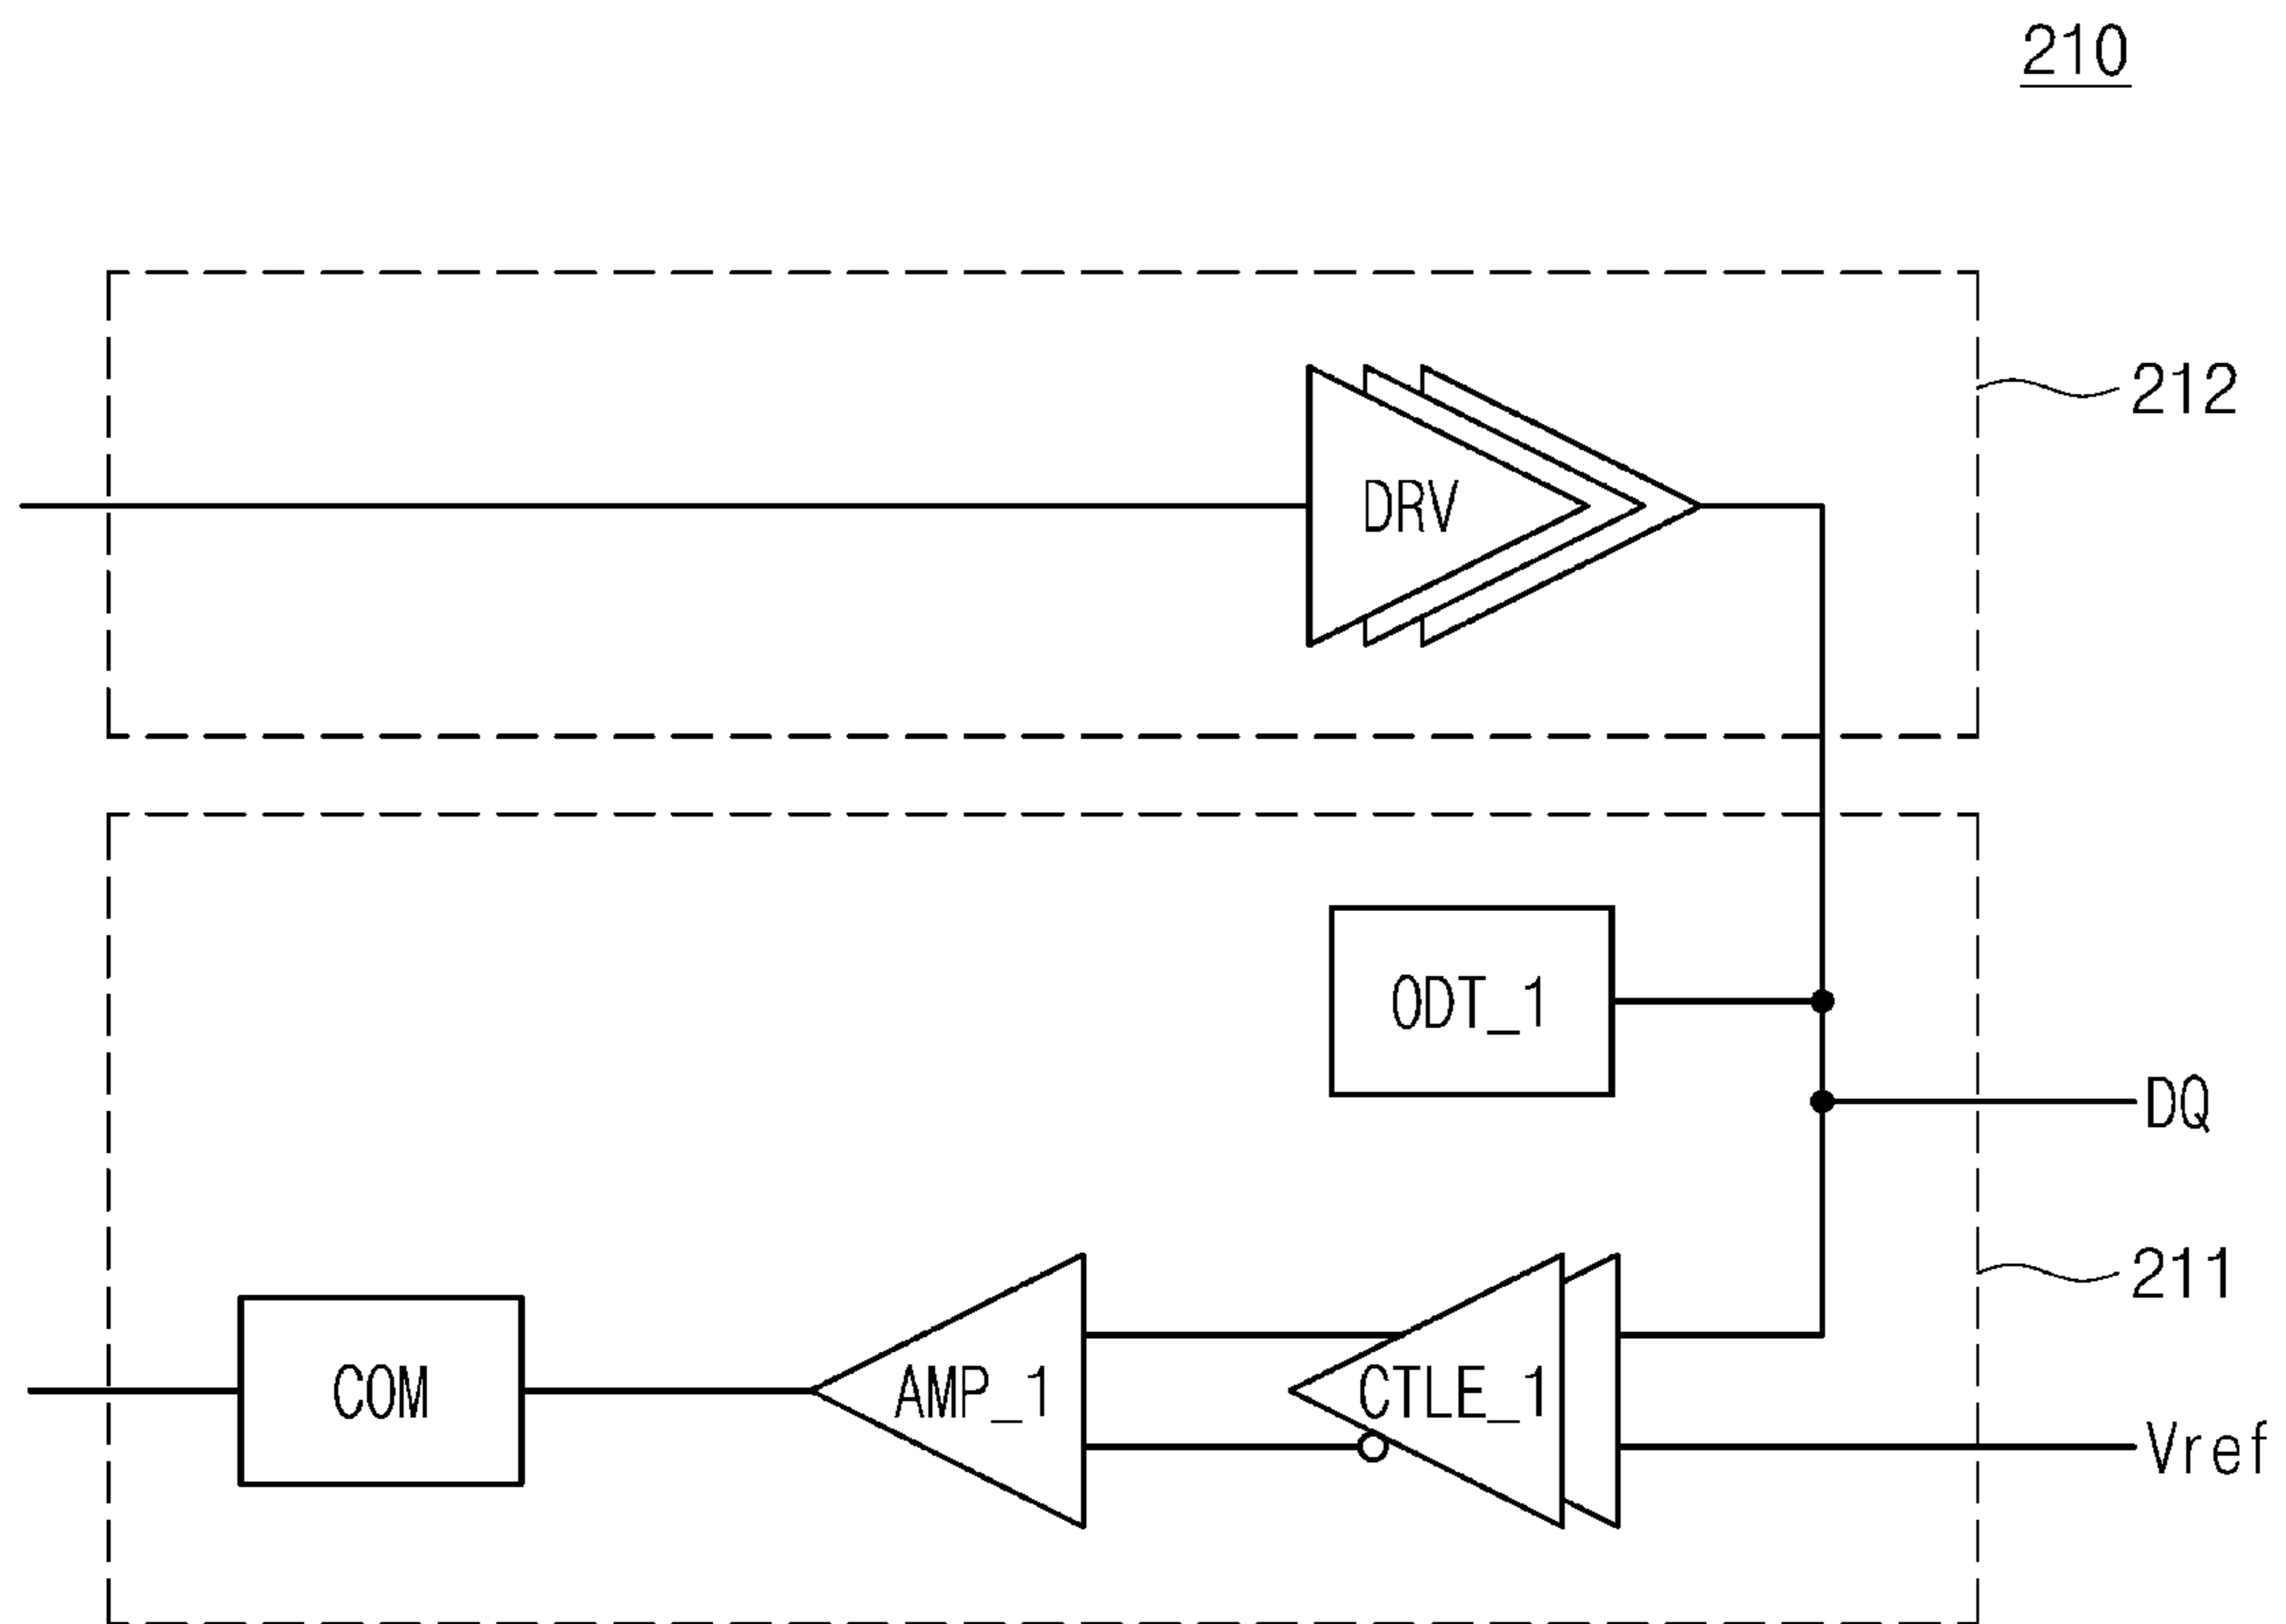 210
212
DRV
ODT_1
DQ
211
COM
AMP_1
CTLE_1
Vref